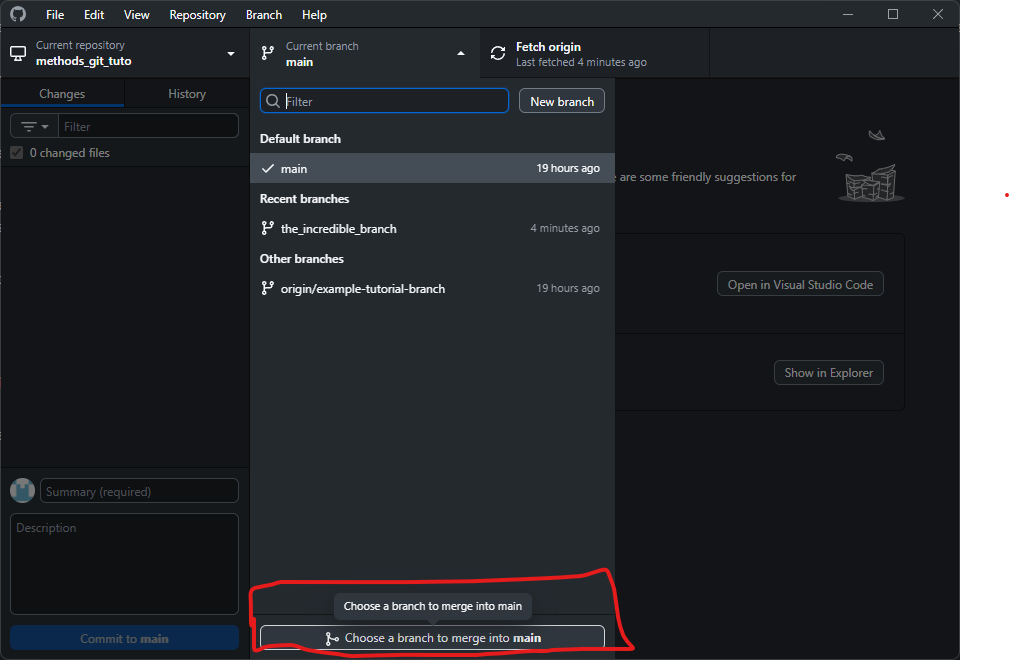 File Edit View Repository Branch Help
Current repository
methods_git_tuto
Current branch
main
Fetch origin
Last fetched 4 minutes ago
Changes History
Filter
0 changed files
Filter
New branch
Default branch
main 19 hours ago
Recent branches
the_incredible_branch 4 minutes ago
Other branches
origin/example-tutorial-branch 19 hours ago
are some friendly suggestions for
Open in Visual Studio Code
Show in Explorer
Summary (required)
Description
Commit to main
Choose a branch to merge into main
Choose a branch to merge into main